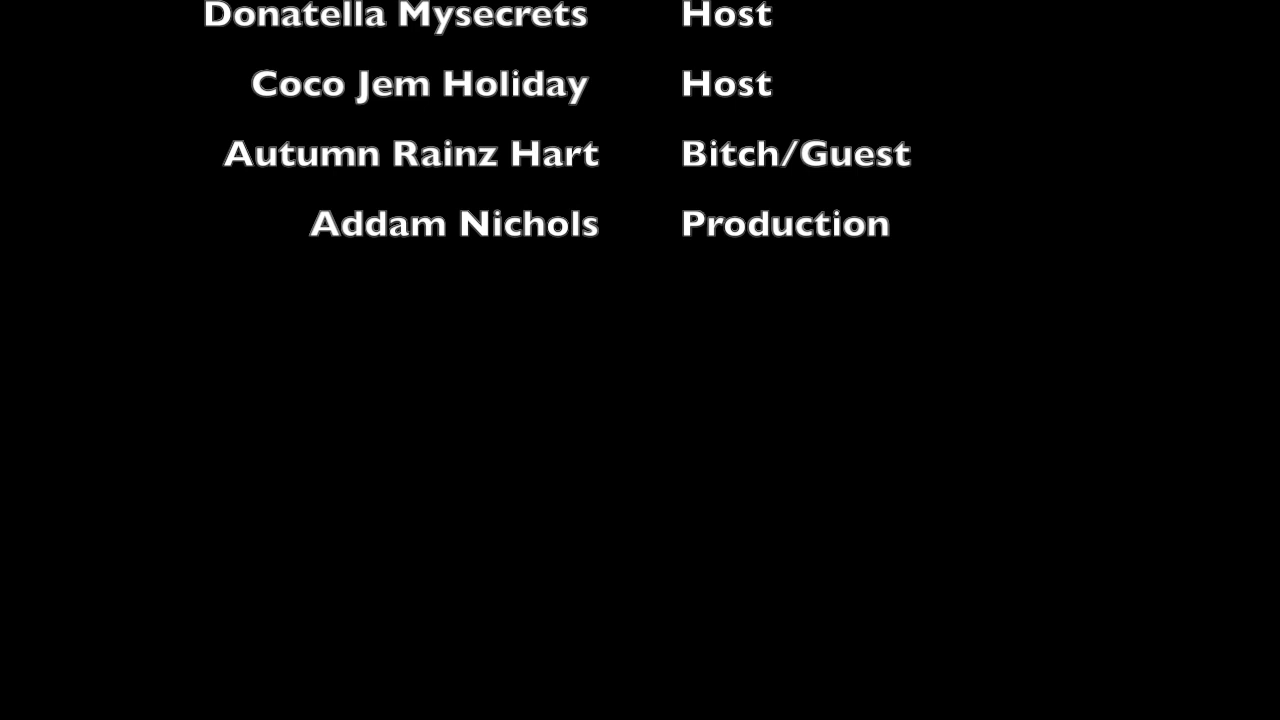 Donatella Mysecrets Host
Coco Jem Holiday Host
Autumn Rainz Hart Bitch/Guest
Addam Nichols Production